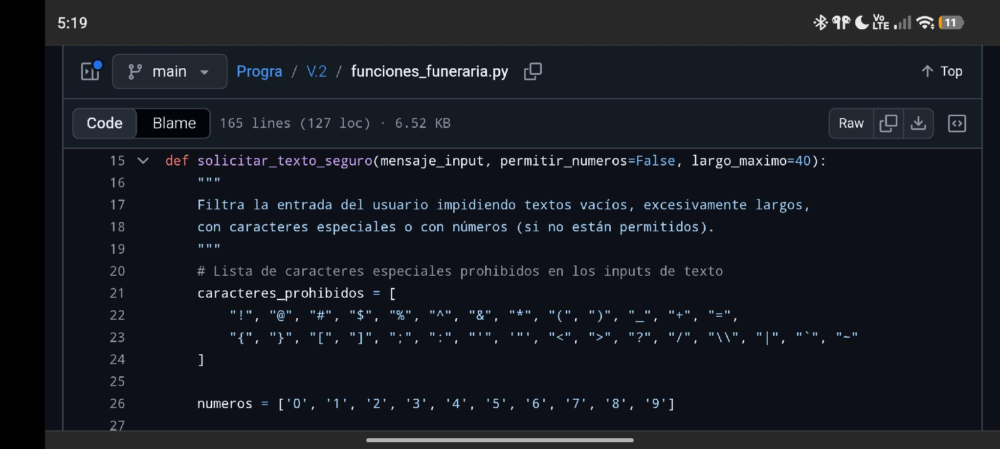 5:19
Vo LTE 11
main Progra / V.2 / funciones_funeraria.py Top
Code Blame 165 lines (127 loc) · 6.52 KB Raw
15 def solicitar_texto_seguro(mensaje_input, permitir_numeros=False, largo_maximo=40):
16 """
17 Filtra la entrada del usuario impidiendo textos vacíos, excesivamente largos,
18 con caracteres especiales o con números (si no están permitidos).
19 """
20 # Lista de caracteres especiales prohibidos en los inputs de texto
21 caracteres_prohibidos = [
22 "!", "@", "#", "$", "%", "^", "&", "*", "(", ")", "_", "+", "=",
23 "{", "}", "[", "]", ";", ":", "'", '"', "<", ">", "?", "/", "\\", "|", "`", "~"
24 ]
25
26 numeros = ['0', '1', '2', '3', '4', '5', '6', '7', '8', '9']
27